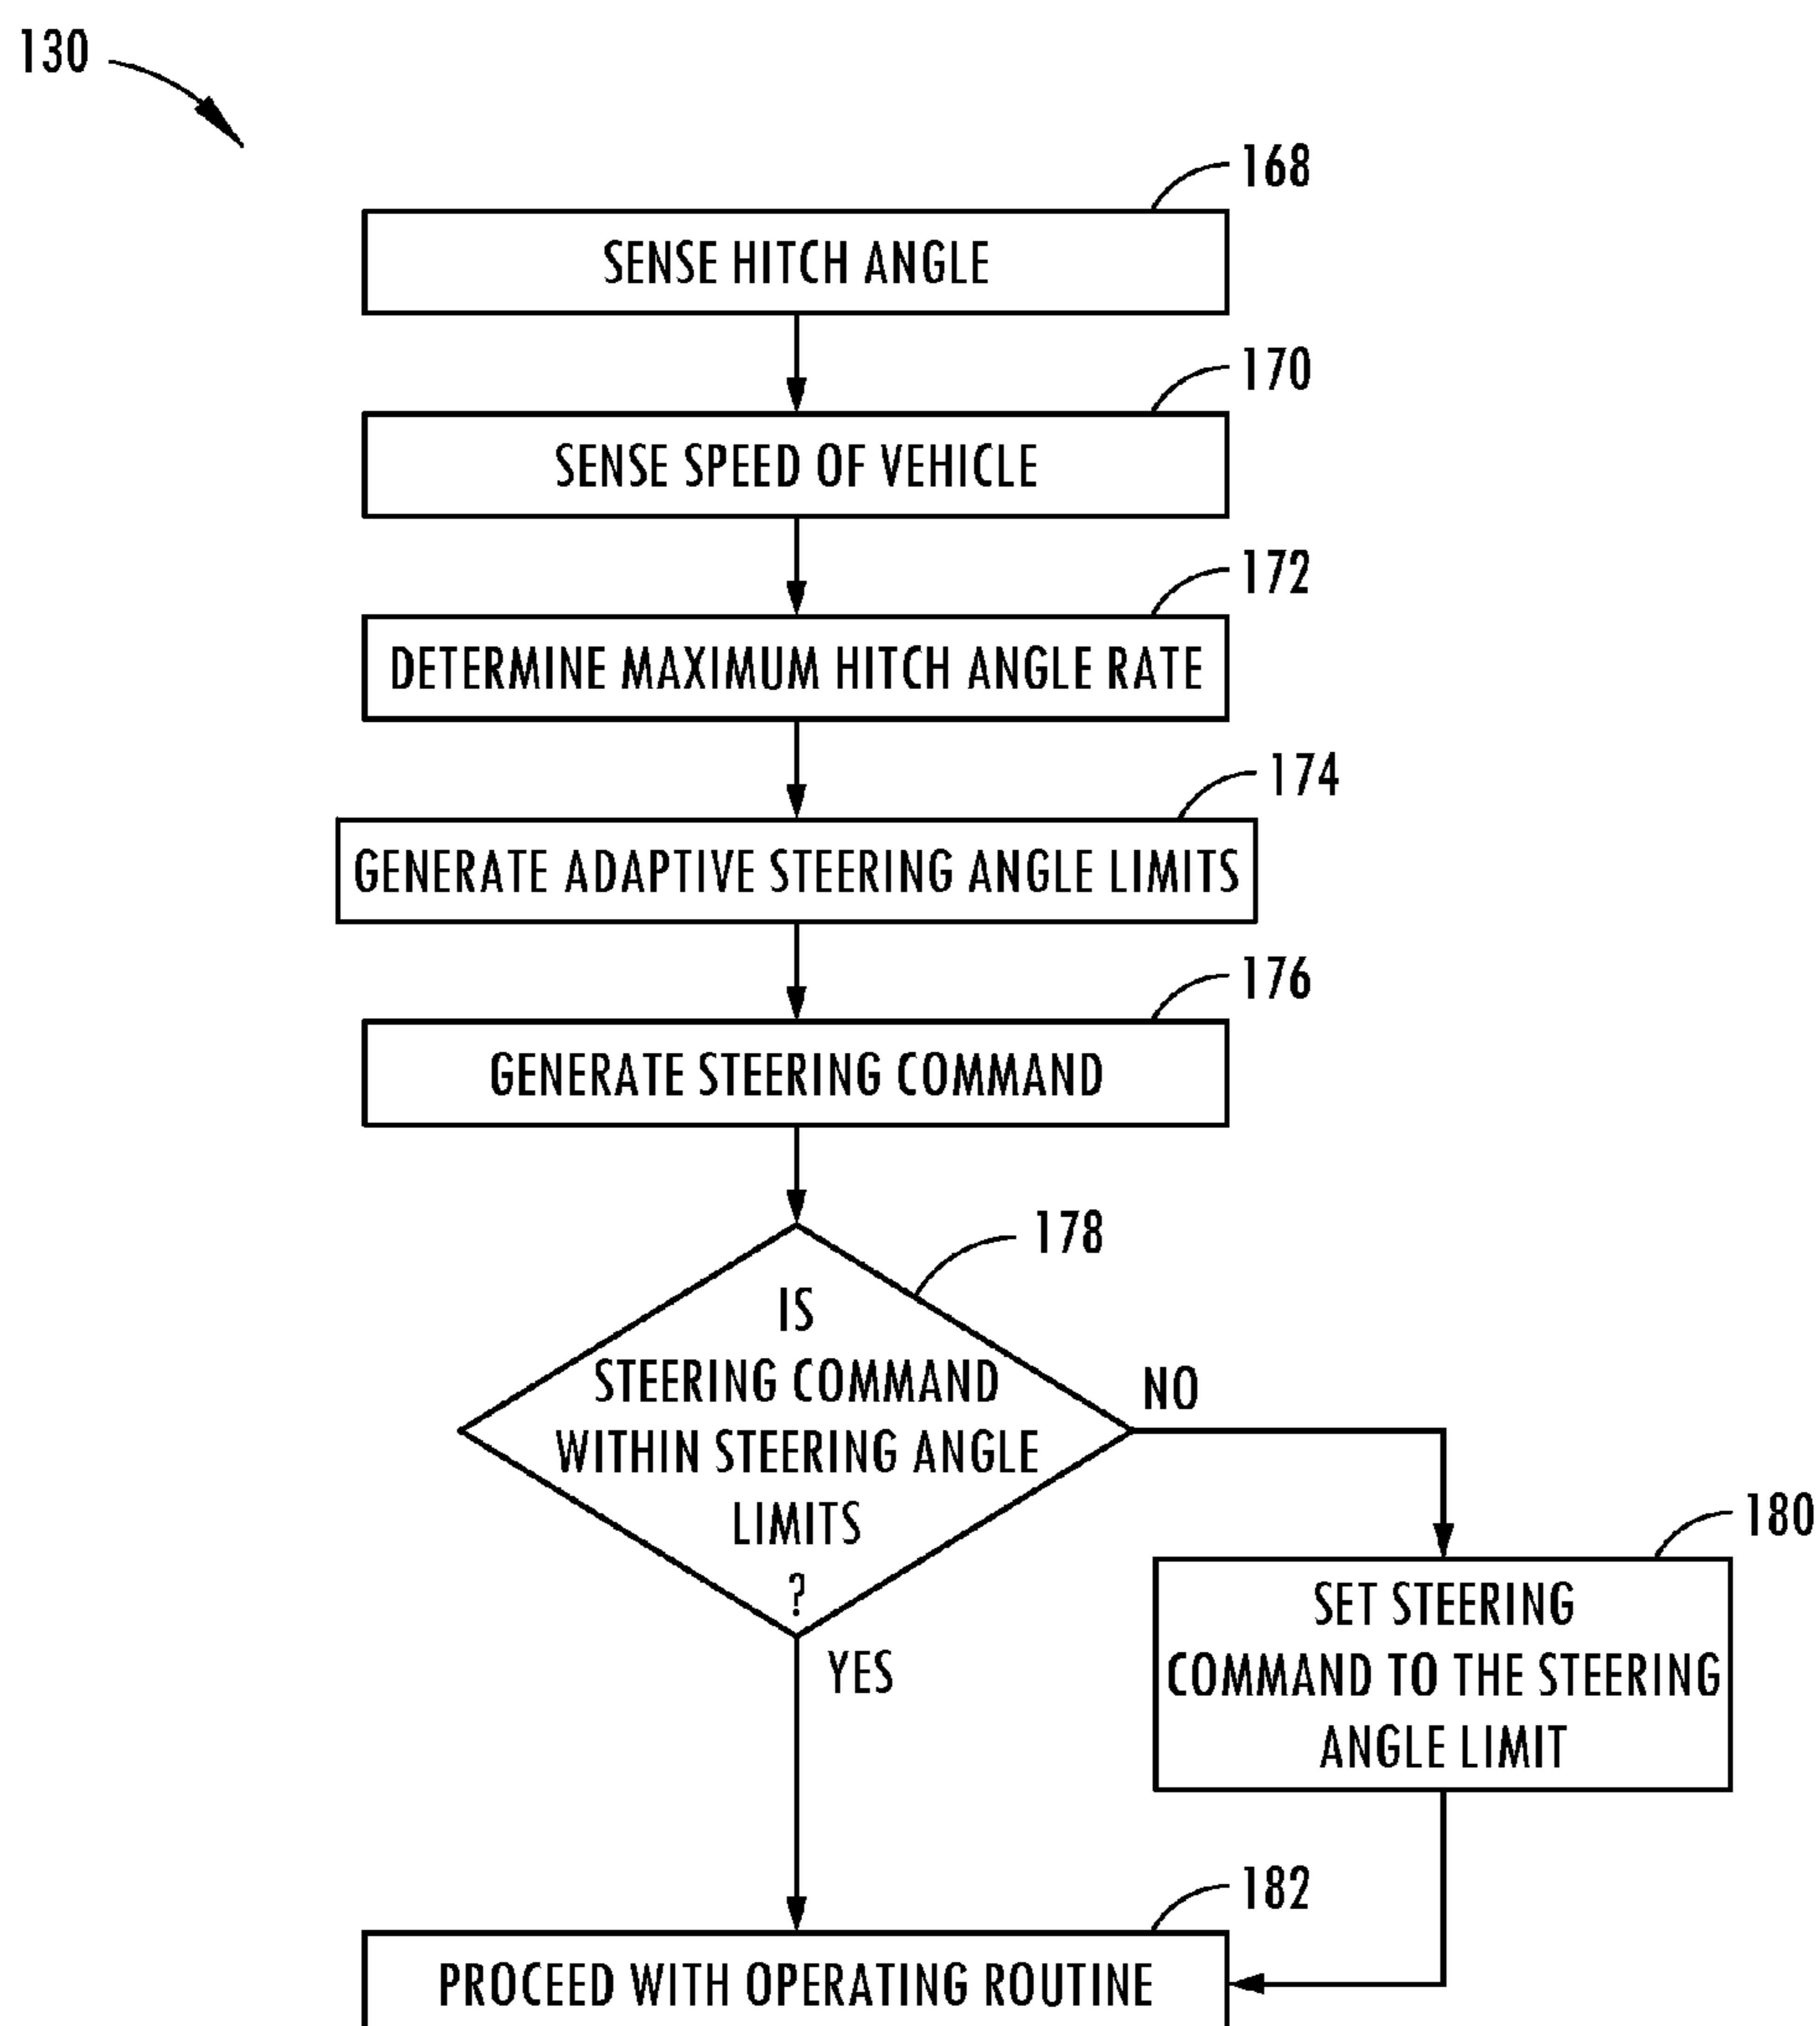 130
168
SENSE HITCH ANGLE
170
SENSE SPEED OF VEHICLE
172
DETERMINE MAXIMUM HITCH ANGLE RATE
174
GENERATE ADAPTIVE STEERING ANGLE LIMITS
176
GENERATE STEERING COMMAND
178
IS
STEERING COMMAND
WITHIN STEERING ANGLE
LIMITS
?
NO
YES
180
SET STEERING
COMMAND TO THE STEERING
ANGLE LIMIT
182
PROCEED WITH OPERATING ROUTINE